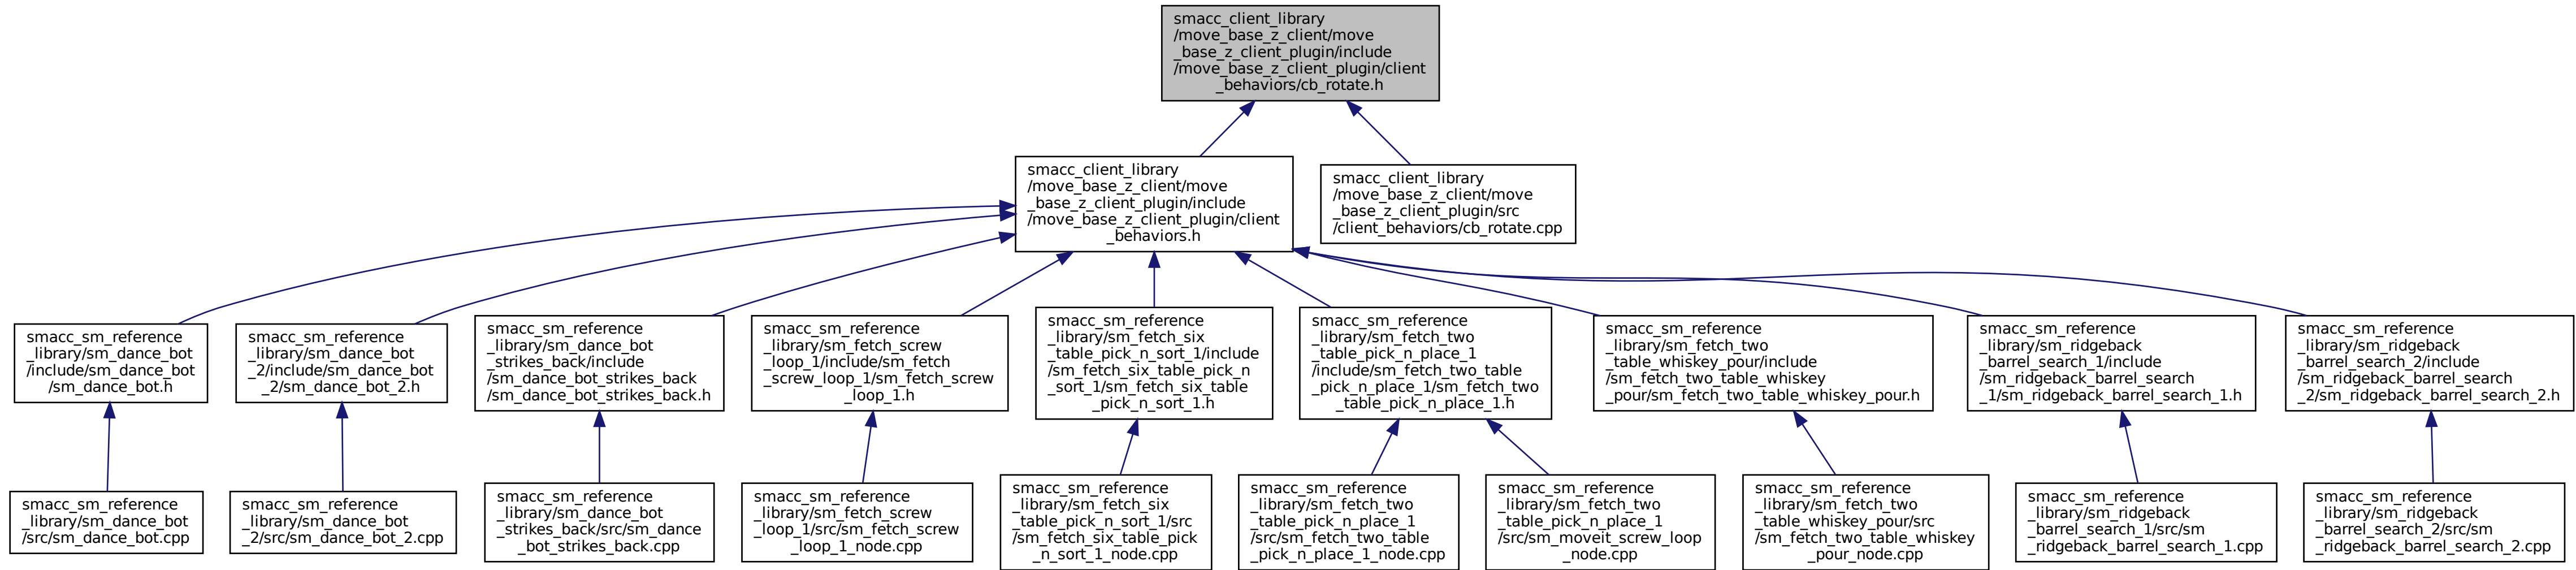 smacc_client_library
/move_base_z_client/move
_base_z_client_plugin/include
/move_base_z_client_plugin/client
_behaviors/cb_rotate.h
smacc_client_library
/move_base_z_client/move
_base_z_client_plugin/include
/move_base_z_client_plugin/client
_behaviors.h
smacc_client_library
/move_base_z_client/move
_base_z_client_plugin/src
/client_behaviors/cb_rotate.cpp
smacc_sm_reference
_library/sm_dance_bot
/include/sm_dance_bot
/sm_dance_bot.h
smacc_sm_reference
_library/sm_dance_bot
_2/include/sm_dance_bot
_2/sm_dance_bot_2.h
smacc_sm_reference
_library/sm_dance_bot
_strikes_back/include
/sm_dance_bot_strikes_back
/sm_dance_bot_strikes_back.h
smacc_sm_reference
_library/sm_fetch_screw
_loop_1/include/sm_fetch
_screw_loop_1/sm_fetch_screw
_loop_1.h
smacc_sm_reference
_library/sm_fetch_six
_table_pick_n_sort_1/include
/sm_fetch_six_table_pick_n
_sort_1/sm_fetch_six_table
_pick_n_sort_1.h
smacc_sm_reference
_library/sm_fetch_two
_table_pick_n_place_1
/include/sm_fetch_two_table
_pick_n_place_1/sm_fetch_two
_table_pick_n_place_1.h
smacc_sm_reference
_library/sm_fetch_two
_table_whiskey_pour/include
/sm_fetch_two_table_whiskey
_pour/sm_fetch_two_table_whiskey_pour.h
smacc_sm_reference
_library/sm_ridgeback
_barrel_search_1/include
/sm_ridgeback_barrel_search
_1/sm_ridgeback_barrel_search_1.h
smacc_sm_reference
_library/sm_ridgeback
_barrel_search_2/include
/sm_ridgeback_barrel_search
_2/sm_ridgeback_barrel_search_2.h
smacc_sm_reference
_library/sm_dance_bot
/src/sm_dance_bot.cpp
smacc_sm_reference
_library/sm_dance_bot
_2/src/sm_dance_bot_2.cpp
smacc_sm_reference
_library/sm_dance_bot
_strikes_back/src/sm_dance
_bot_strikes_back.cpp
smacc_sm_reference
_library/sm_fetch_screw
_loop_1/src/sm_fetch_screw
_loop_1_node.cpp
smacc_sm_reference
_library/sm_fetch_six
_table_pick_n_sort_1/src
/sm_fetch_six_table_pick
_n_sort_1_node.cpp
smacc_sm_reference
_library/sm_fetch_two
_table_pick_n_place_1
/src/sm_fetch_two_table
_pick_n_place_1_node.cpp
smacc_sm_reference
_library/sm_fetch_two
_table_pick_n_place_1
/src/sm_moveit_screw_loop
_node.cpp
smacc_sm_reference
_library/sm_fetch_two
_table_whiskey_pour/src
/sm_fetch_two_table_whiskey
_pour_node.cpp
smacc_sm_reference
_library/sm_ridgeback
_barrel_search_1/src/sm
_ridgeback_barrel_search_1.cpp
smacc_sm_reference
_library/sm_ridgeback
_barrel_search_2/src/sm
_ridgeback_barrel_search_2.cpp